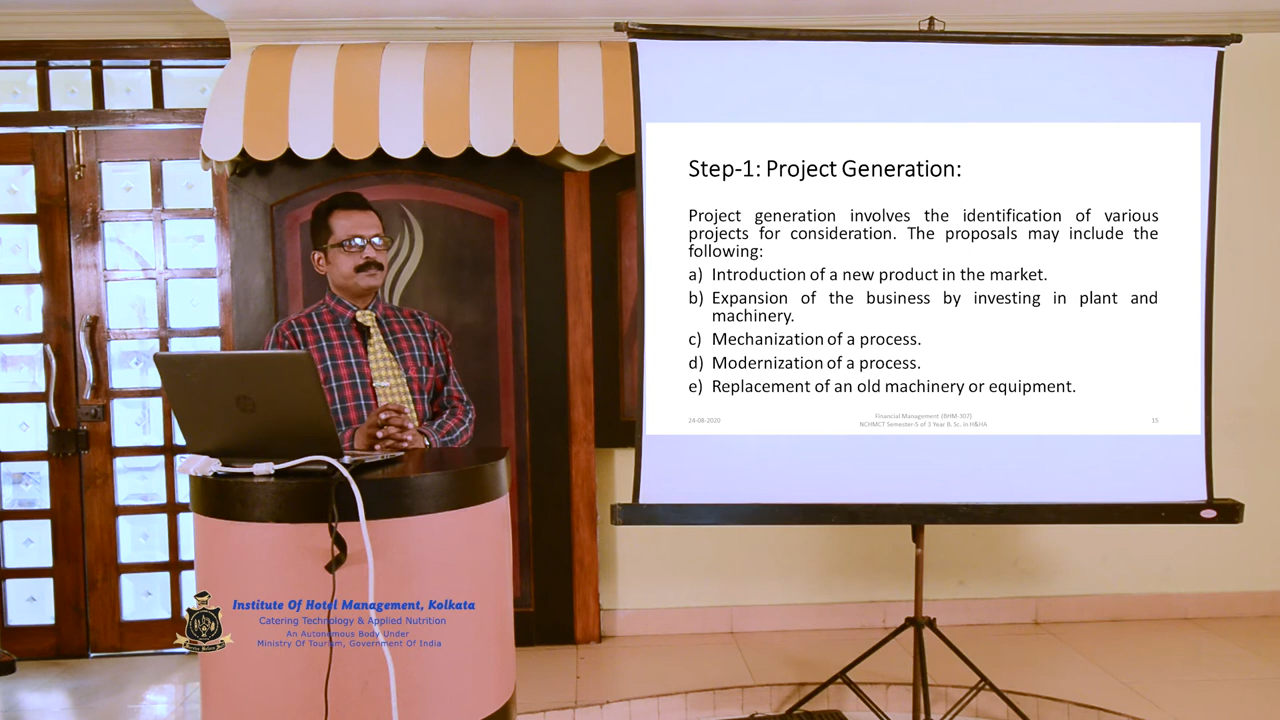 Step-1: Project Generation:
Project generation involves the identification of various
projects for consideration. The proposals may include the
following:
a) Introduction of a new product in the market.
b) Expansion of the business by investing in plant and
machinery.
c) Mechanization of a process.
d) Modernization of a process.
e) Replacement of an old machinery or equipment.
24-08-2020
Financial Management [BHM-307]
NCHMCT Semester-5 of 3 Year B. Sc. in H&HA
15
Institute Of Hotel Management, Kolkata
Catering Technology & Applied Nutrition
An Autonomous Body Under
Ministry Of Tourism, Government Of India